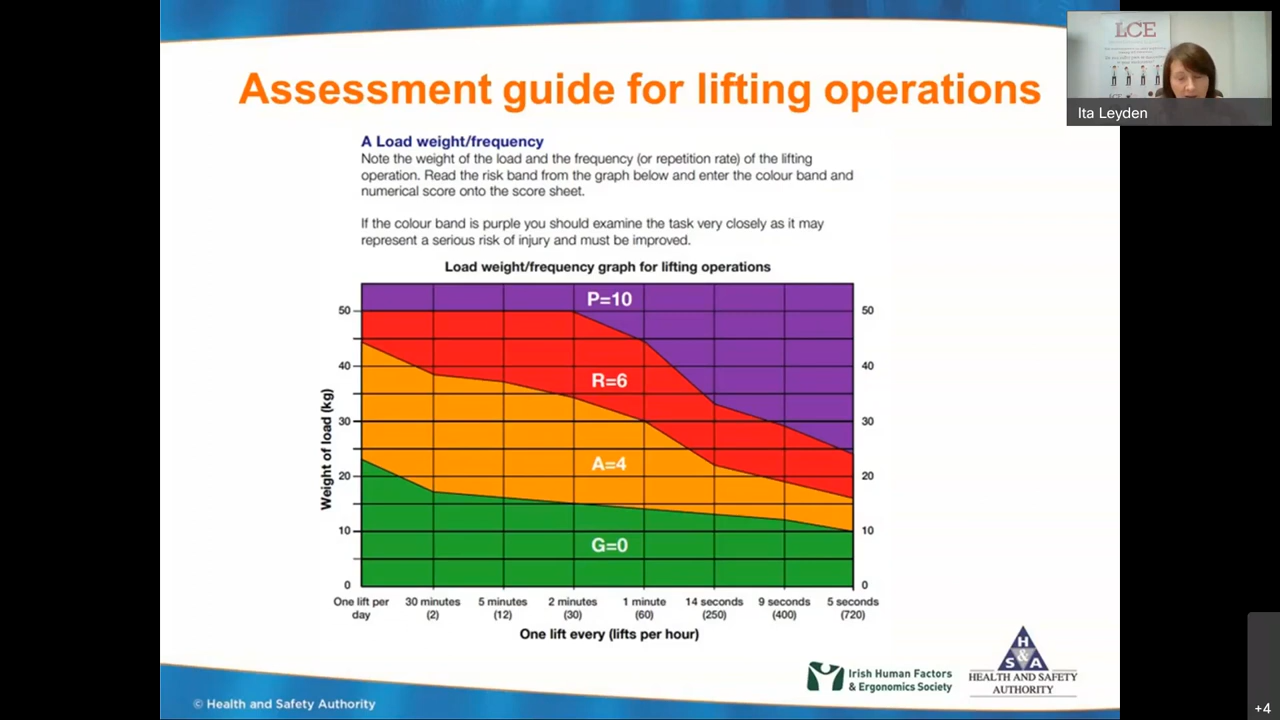 Assessment guide for lifting operations
LCE
Ita Leyden
A Load weight/frequency
Note the weight of the load and the frequency (or repetition rate) of the lifting
operation. Read the risk band from the graph below and enter the colour band and
numerical score onto the score sheet.
If the colour band is purple you should examine the task very closely as it may
represent a serious risk of injury and must be improved.
Load weight/frequency graph for lifting operations
P=10
R=6
A=4
G=0
Weight of load (kg)
50
40
30
20
10
0
50
40
30
20
10
0
One lift per day
30 minutes (2)
5 minutes (12)
2 minutes (30)
1 minute (60)
14 seconds (250)
9 seconds (400)
5 seconds (720)
One lift every (lifts per hour)
Irish Human Factors
& Ergonomics Society
H
S & A
HEALTH AND SAFETY
AUTHORITY
© Health and Safety Authority
+4